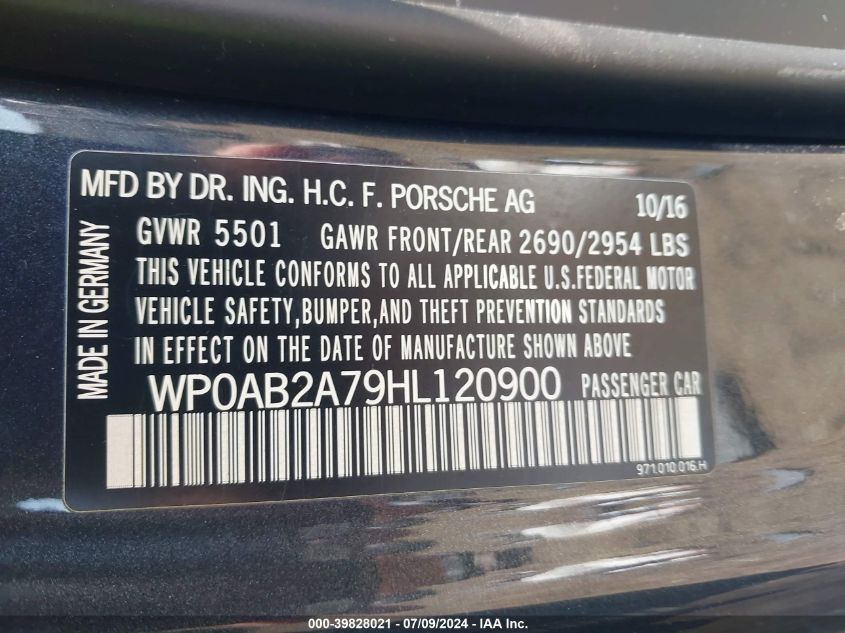 MFD BY DR. ING. H.C. F. PORSCHE AG 10/16
GVWR 5501 GAWR FRONT/REAR 2690/2954 LBS
THIS VEHICLE CONFORMS TO ALL APPLICABLE U.S.FEDERAL MOTOR
VEHICLE SAFETY,BUMPER,AND THEFT PREVENTION STANDARDS
IN EFFECT ON THE DATE OF MANUFACTURE SHOWN ABOVE
WP0AB2A79HL120900 PASSENGER CAR
971.010.016.H
MADE IN GERMANY
000-39828021 - 07/09/2024 - IAA Inc.